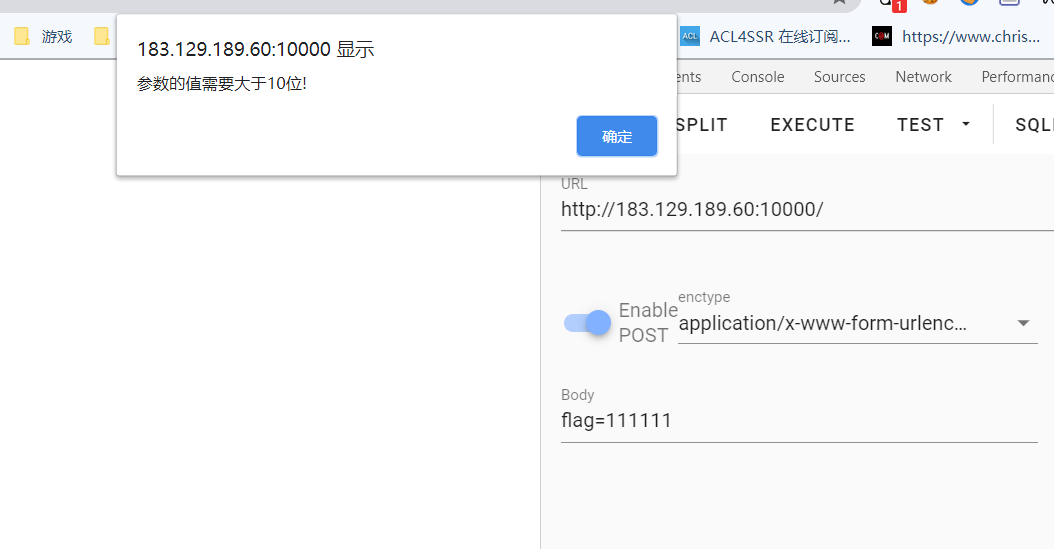 1
游戏
ACL
ACL4SSR 在线订阅...
https://www.chris...
183.129.189.60:10000 显示
参数的值需要大于10位!
确定
ents
Console
Sources
Network
Performanc
SPLIT
EXECUTE
TEST
SQLI
URL
http://183.129.189.60:10000/
Enable
POST
enctype
application/x-www-form-urlenc...
Body
flag=111111